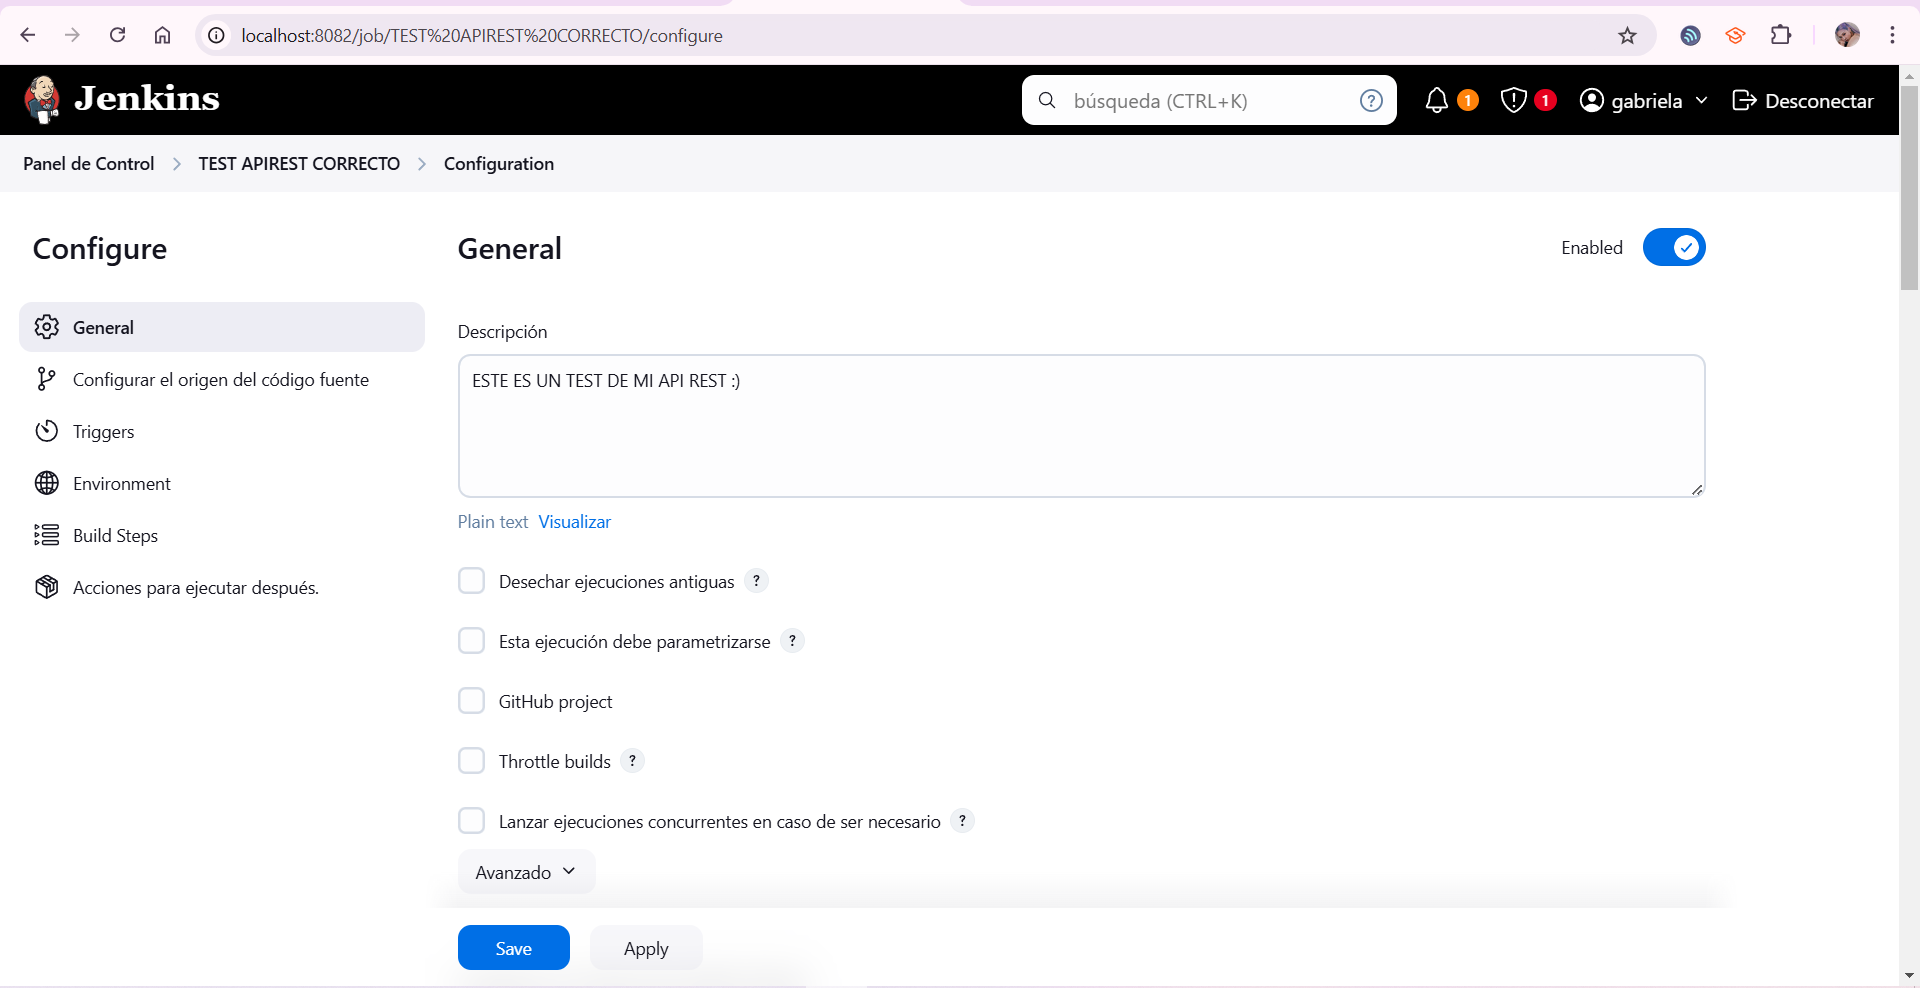 localhost:8082/job/TEST%20APIREST%20CORRECTO/configure
Jenkins
búsqueda (CTRL+K)
?
1
1
gabriela
Desconectar
Panel de Control > TEST APIREST CORRECTO > Configuration
Configure
General
Configurar el origen del código fuente
Triggers
Environment
Build Steps
Acciones para ejecutar después.
General
Enabled
Descripción
ESTE ES UN TEST DE MI API REST :)
Plain text Visualizar
Desechar ejecuciones antiguas ?
Esta ejecución debe parametrizarse ?
GitHub project
Throttle builds ?
Lanzar ejecuciones concurrentes en caso de ser necesario ?
Avanzado
Save
Apply